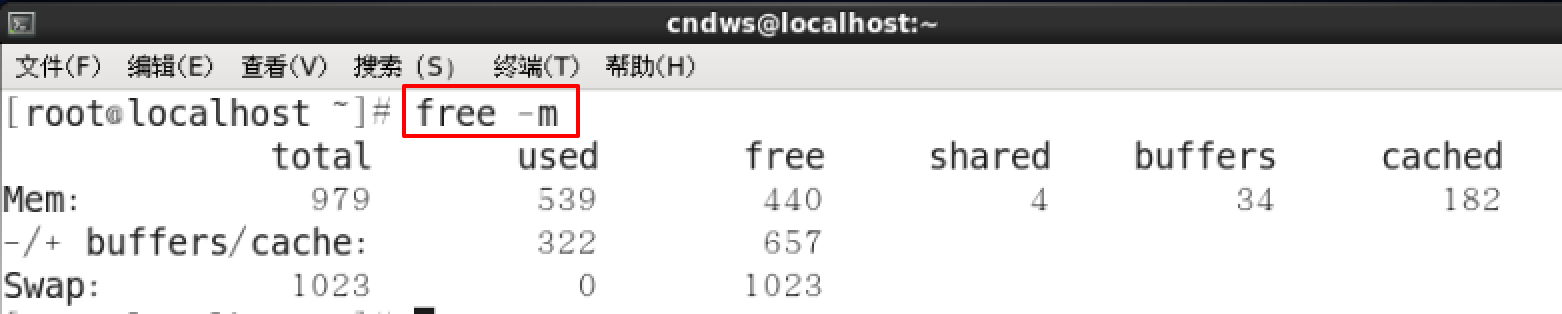 cndws@localhost:~
文件(F) 编辑(E) 查看(V) 搜索 (S) 终端(T) 帮助(H)
[root@localhost ~]# free -m
total used free shared buffers cached
Mem: 979 539 440 4 34 182
-/+ buffers/cache: 322 657
Swap: 1023 0 1023